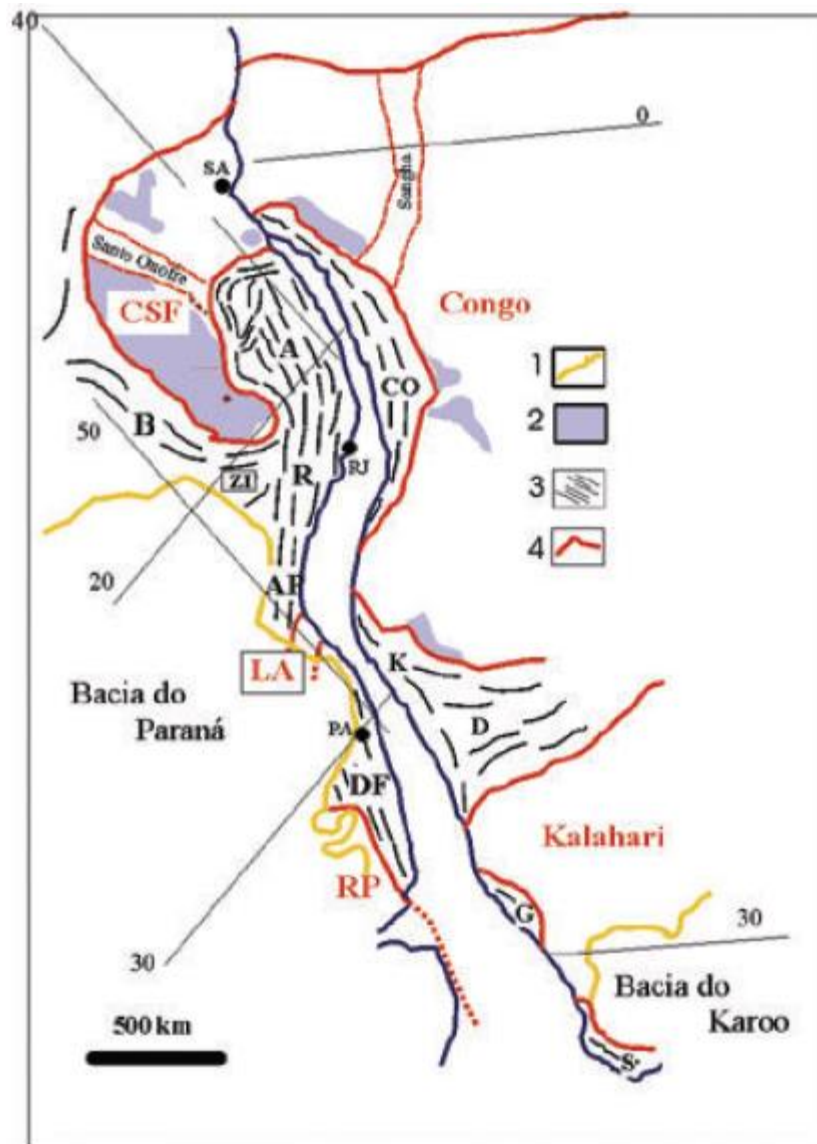 40
0
SA
Sangha
Santo Onofre
CSF
Congo
A
1
CO
2
50
B
RJ
ZI
R
3
4
20
AP
K
LA
Bacia do
Paraná
D
PA
DF
Kalahari
RP
G
30
30
Bacia do
Karoo
500 km
S